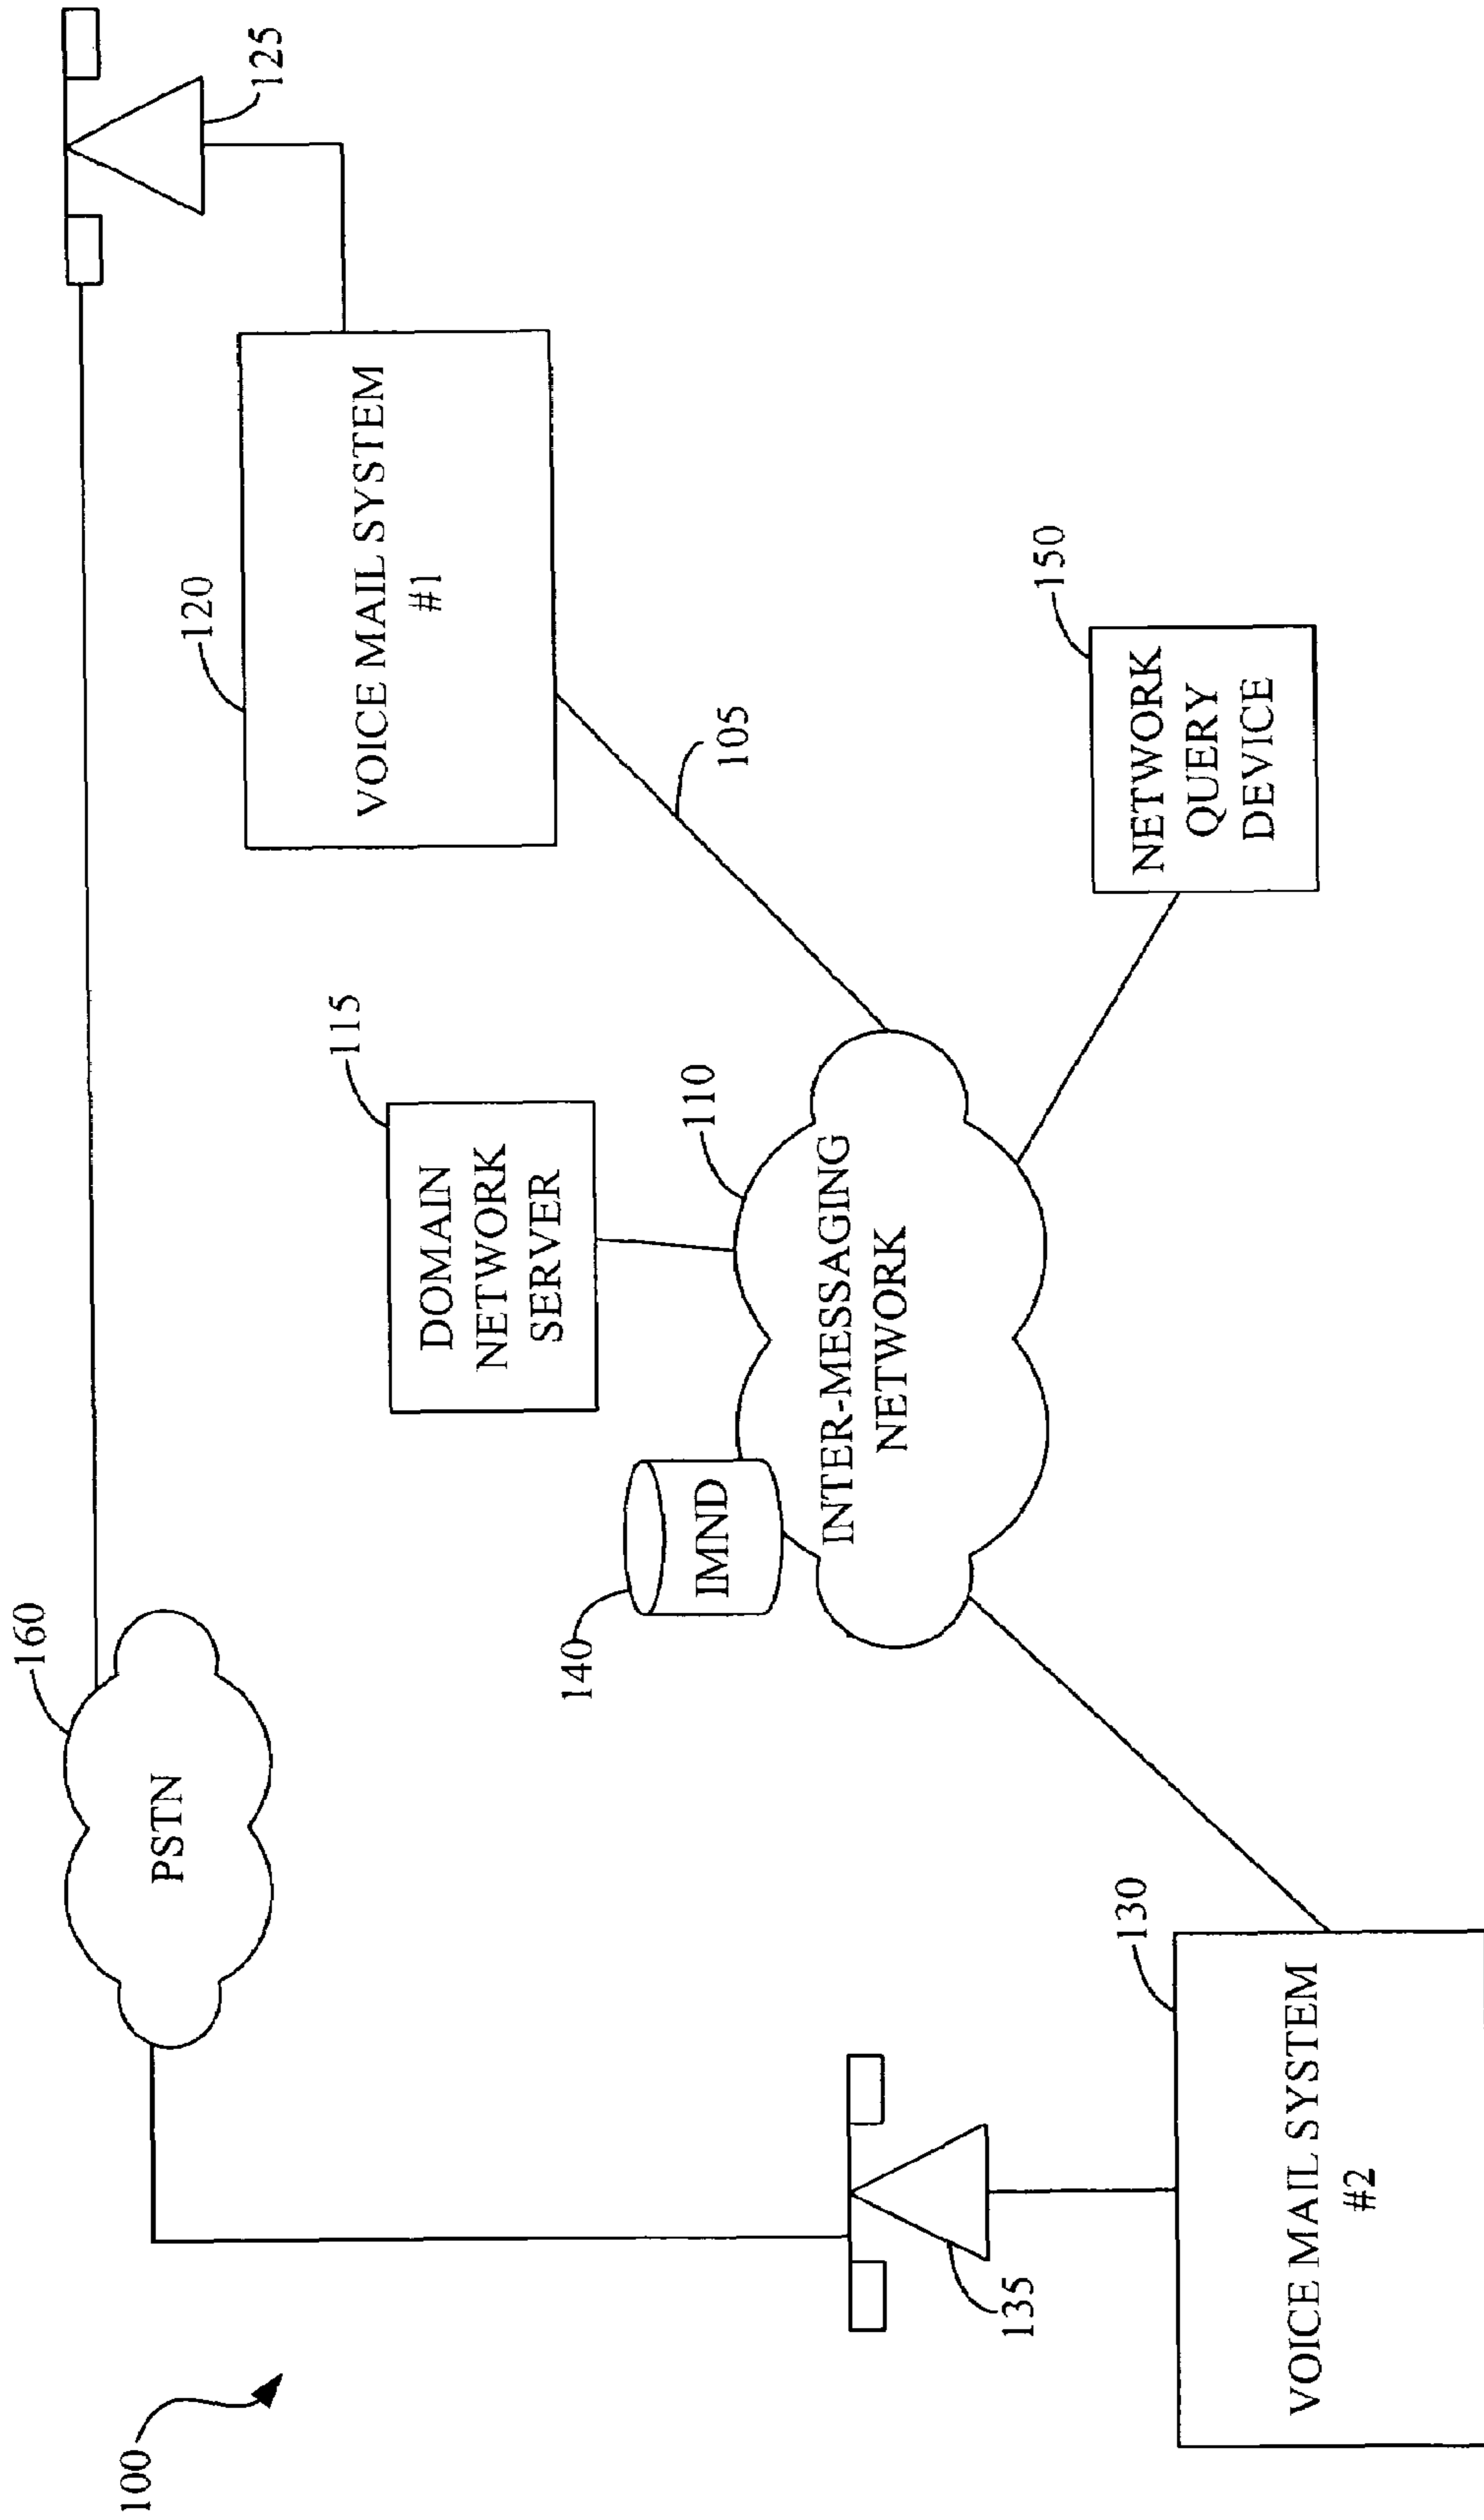 100
160
PSTN
125
120
VOICE MAIL SYSTEM
#1
115
DOMAIN
NETWORK
SERVER
105
140
IMND
110
INTER-MESSAGING
NETWORK
135
150
NETWORK
QUERY
DEVICE
130
VOICE MAIL SYSTEM
#2